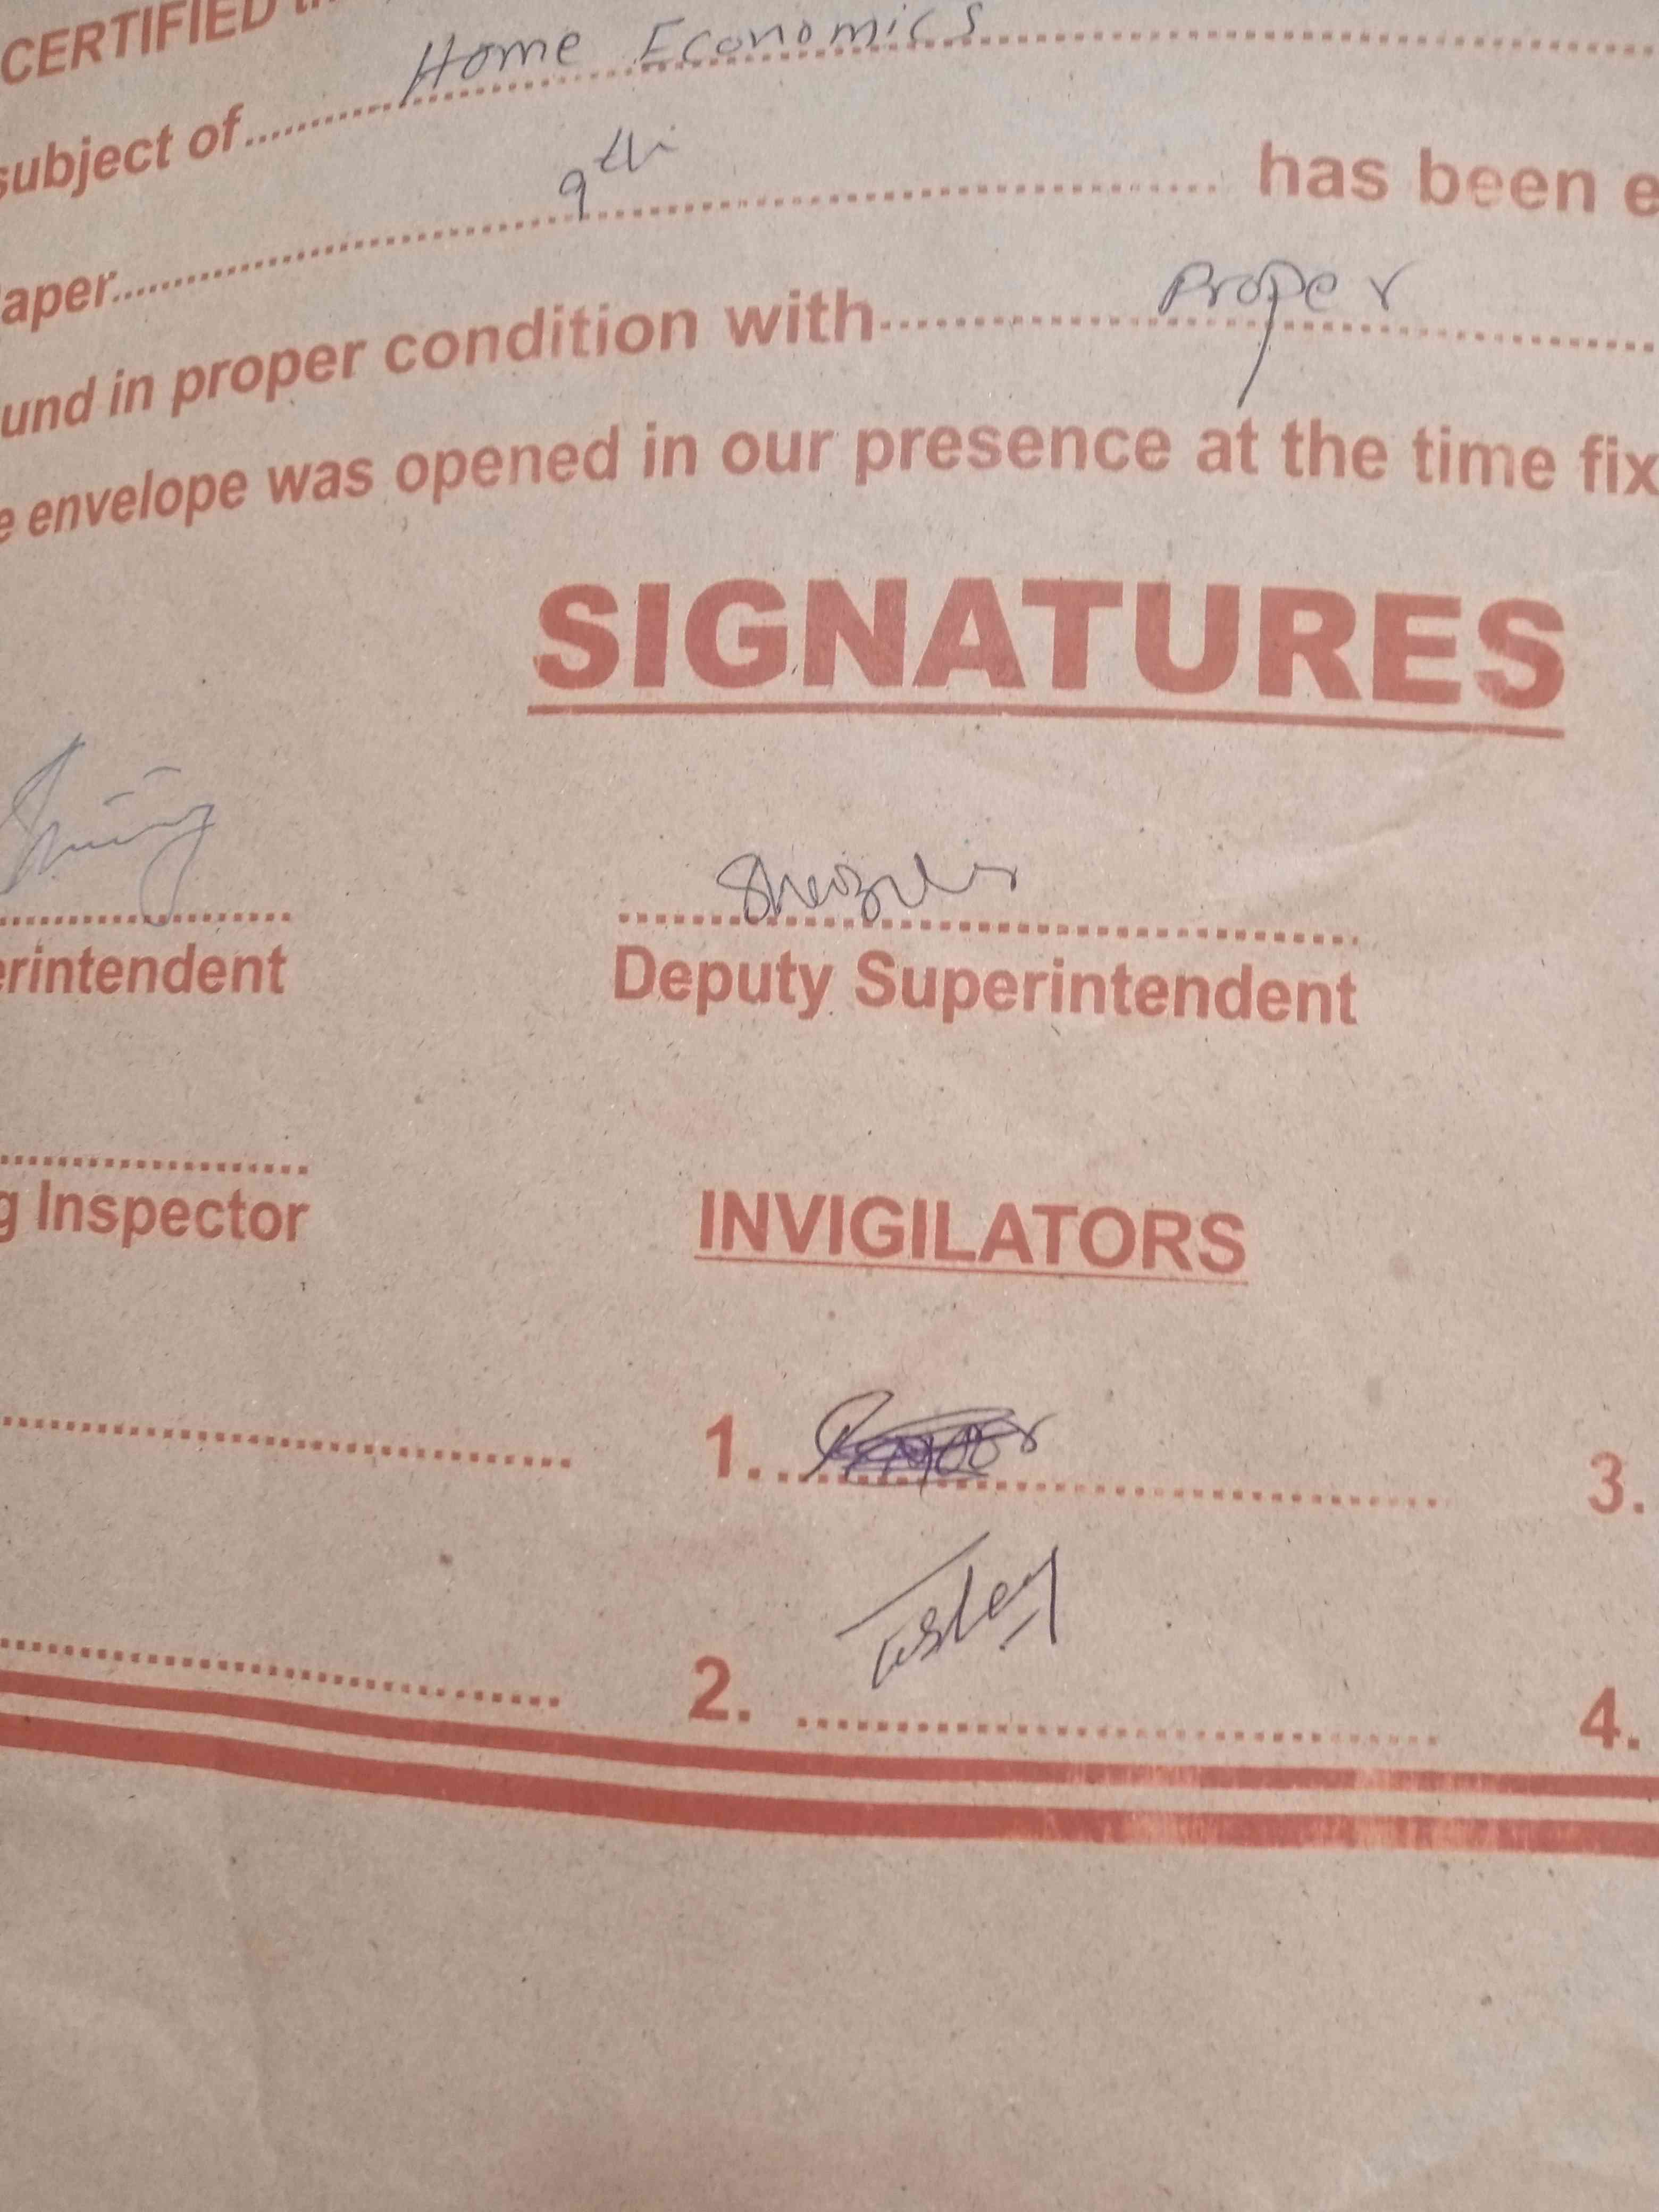 CERTIFIED
Home Economics
subject of
9th
has been e
aper
Proper
und in proper condition with
e envelope was opened in our presence at the time fix
SIGNATURES
erintendent
Deputy Superintendent
g Inspector
INVIGILATORS
1.
3.
2.
4.